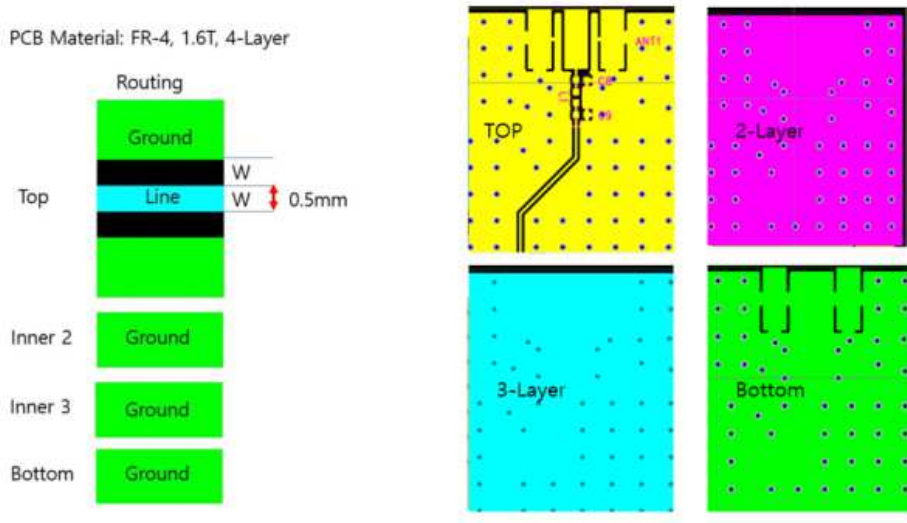 PCB Material: FR-4, 1.6T, 4-Layer
Routing
Ground
W
Top
Line
W
0.5mm
Inner 2
Ground
Inner 3
Ground
Bottom
Ground
ANT1
C8
TOP
2-Layer
3-Layer
Bottom